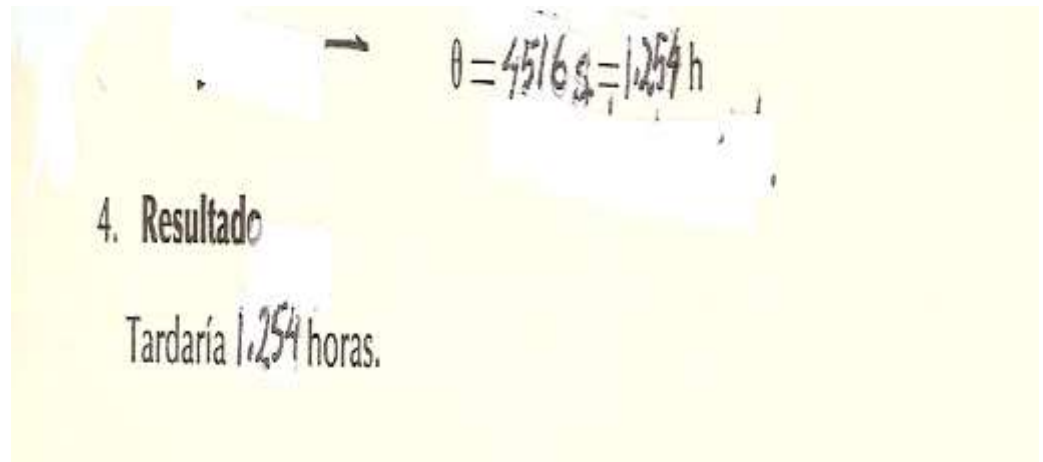 → θ = 4516 s = 1.254 h
4. Resultado
Tardaría 1.254 horas.